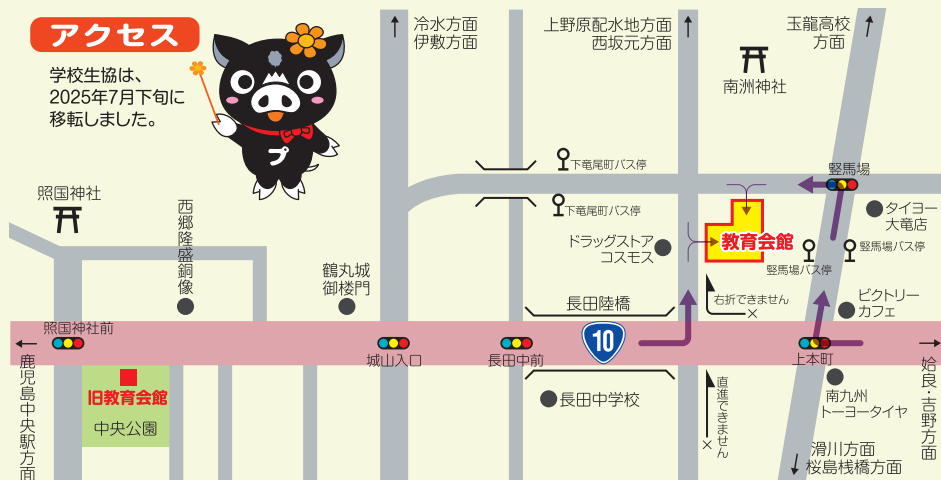 アクセス
学校生協は、
2025年7月下旬に
移転しました。
プ
冷水方面
伊敷方面
上野原配水地方面
西坂元方面
玉龍高校
方面
南洲神社
下竜尾町バス停
下竜尾町バス停
竪馬場
タイヨー
大竜店
照国神社
西郷隆盛銅像
鶴丸城
御楼門
ドラッグストア
コスモス
教育会館
竪馬場バス停
竪馬場バス停
右折できません
ビクトリー
カフェ
長田陸橋
照国神社前
城山入口
長田中前
10
上本町
鹿児島中央駅方面
旧教育会館
中央公園
長田中学校
直進できません
南九州
トーヨータイヤ
姶良・吉野方面
滑川方面
桜島桟橋方面